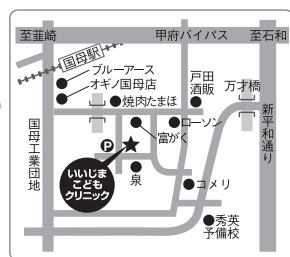 至韮崎
甲府バイパス
至石和
国母駅
ブルーアース
オギノ国母店
焼肉たまほ
戸田
酒販
万才橋
ローソン
富がく
新平和通り
国母工業団地
P
いいじま
こども
クリニック
泉
コメリ
秀英
予備校